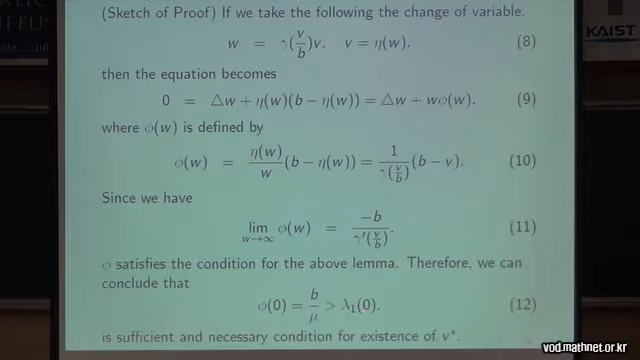 (Sketch of Proof) If we take the following the change of variable.
w = γ(v/b)v, v = η(w). (8)
then the equation becomes
0 = △w + η(w)(b − η(w)) = △w + wϕ(w). (9)
where ϕ(w) is defined by
ϕ(w) = η(w)/w (b − η(w)) = 1/γ(v/b) (b − v). (10)
Since we have
lim w→∞ ϕ(w) = −b/γ′(v/b). (11)
ϕ satisfies the condition for the above lemma. Therefore, we can
conclude that
ϕ(0) = b/μ > λ₁(0). (12)
is sufficient and necessary condition for existence of v*.
KAIST
vod.mathnet.or.kr